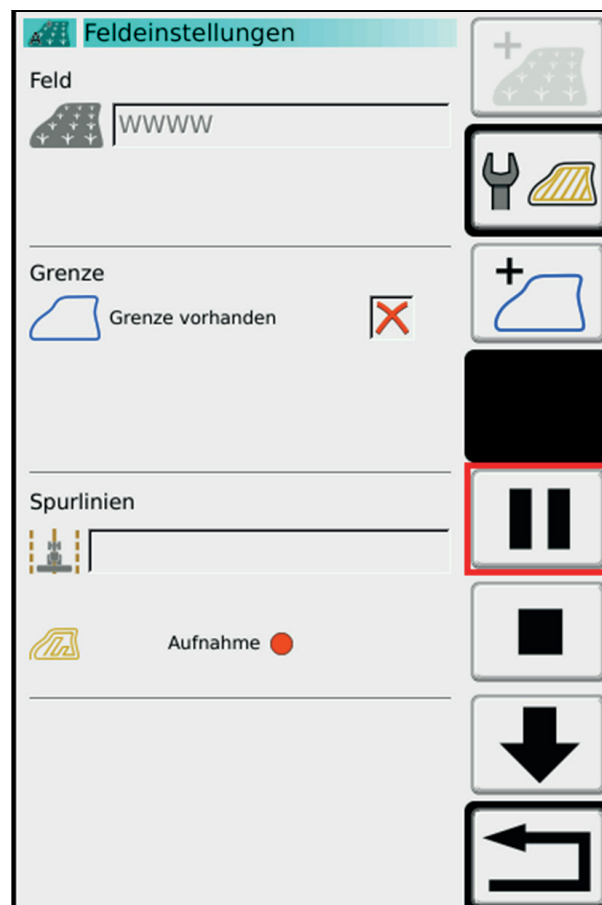 Feldeinstellungen
Feld
WWWW
Grenze
Grenze vorhanden
Spurlinien
Aufnahme